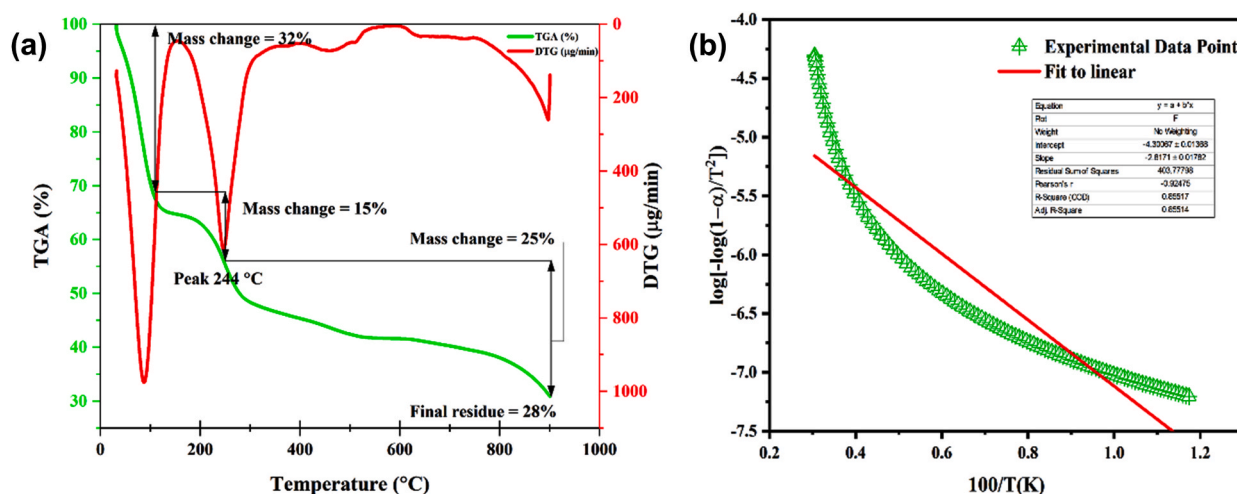 (a)
TGA (%)
DTG (µg/min)
Mass change = 32%
Mass change = 15%
Mass change = 25%
Peak 244 °C
Final residue = 28%
100
90
80
70
60
50
40
30
TGA (%)
0
200
400
600
800
1000
DTG (µg/min)
0
200
400
600
800
1000
Temperature (°C)
(b)
Experimental Data Point
Fit to linear
Equation y = a + b*x
Plot F
Weight No Weighting
Intercept -4.30067 ± 0.01368
Slope -2.8171 ± 0.01782
Residual Sum of Squares 403.77798
Pearson's r -0.92475
R-Square (COD) 0.85517
Adj. R-Square 0.85514
-4.0
-4.5
-5.0
-5.5
-6.0
-6.5
-7.0
-7.5
log[-log(1−α)/T²]
0.2
0.4
0.6
0.8
1.0
1.2
100/T(K)